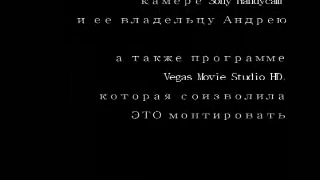 камере Sony Handycam
и ее владельцу Андрею
а также программе
Vegas Movie Studio HD.
которая соизволила
ЭТО монтировать